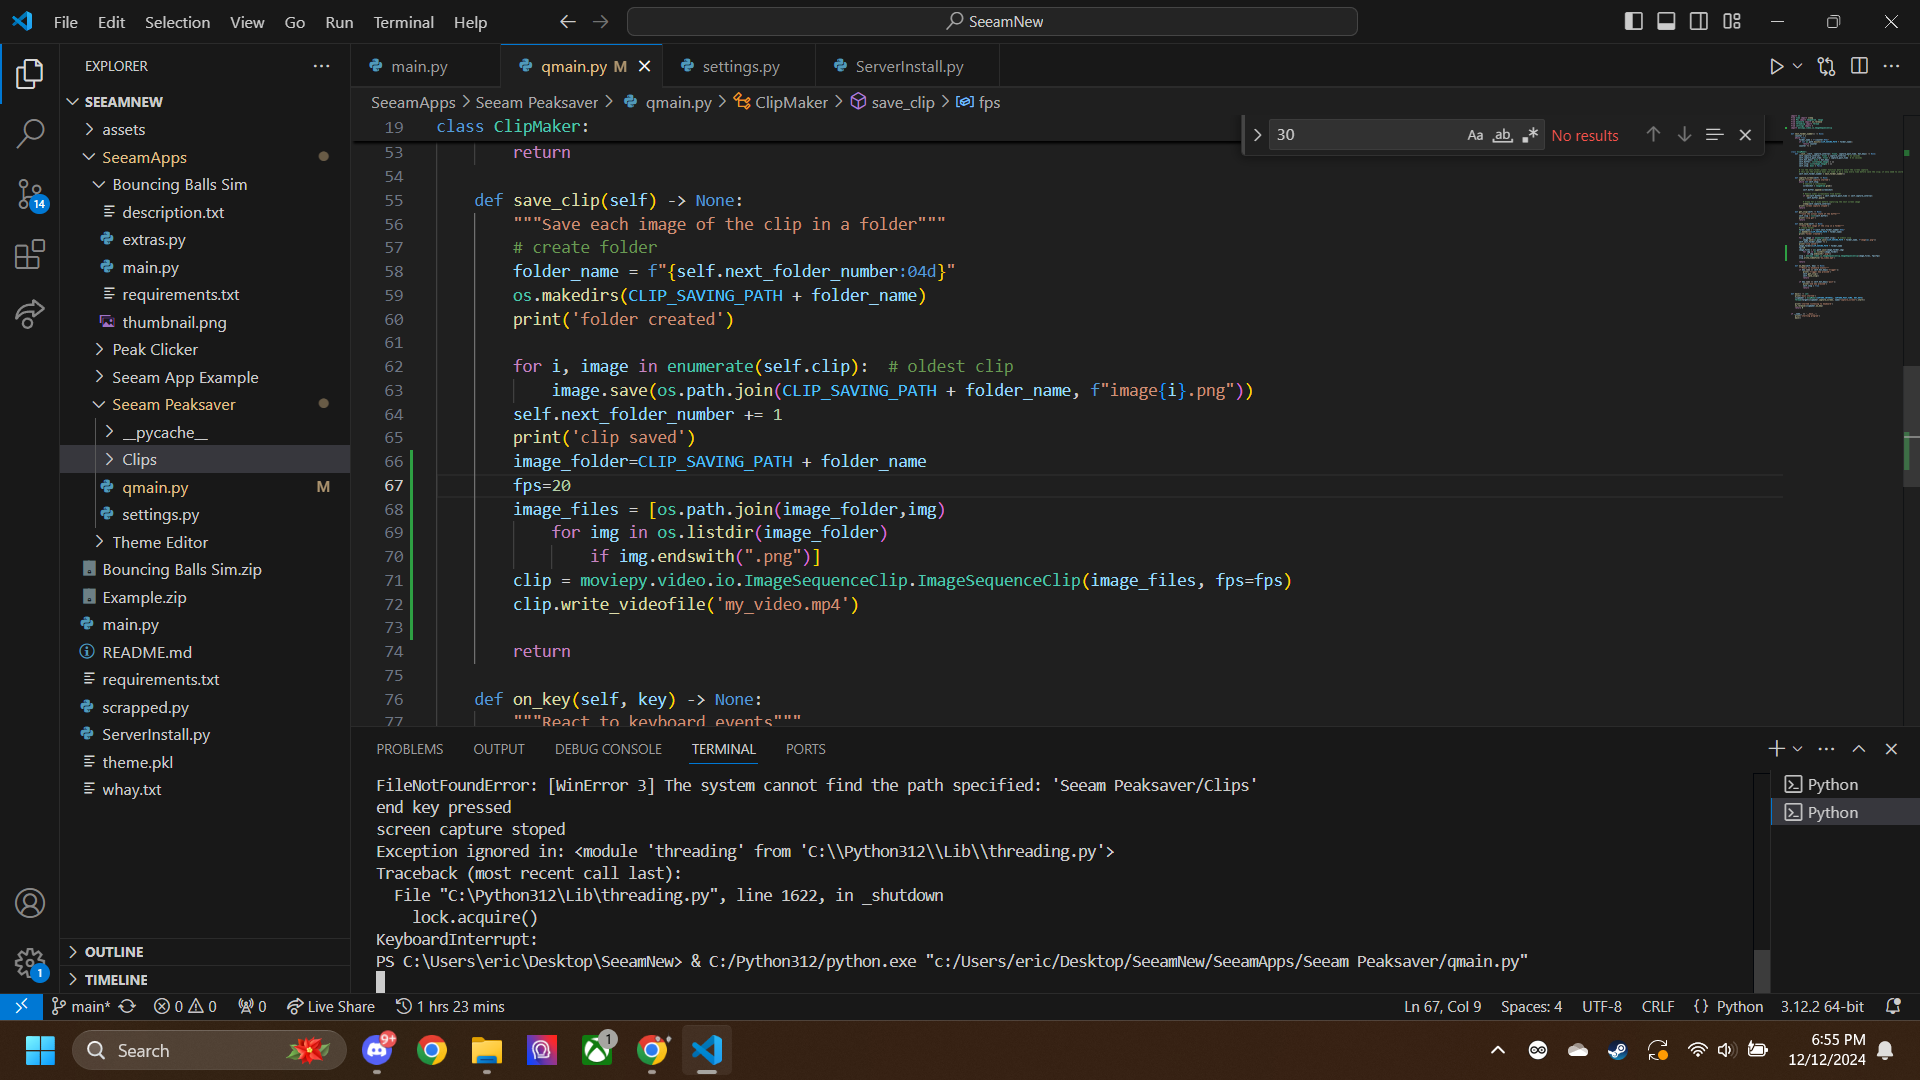 File Edit Selection View Go Run Terminal Help
SeeamNew
EXPLORER
SEEAMNEW
assets
SeeamApps
Bouncing Balls Sim
description.txt
extras.py
main.py
requirements.txt
thumbnail.png
Peak Clicker
Seeam App Example
Seeam Peaksaver
__pycache__
Clips
qmain.py M
settings.py
Theme Editor
Bouncing Balls Sim.zip
Example.zip
main.py
README.md
requirements.txt
scrapped.py
ServerInstall.py
theme.pkl
whay.txt
OUTLINE
TIMELINE
14
1
main.py
qmain.py M
settings.py
ServerInstall.py
SeeamApps > Seeam Peaksaver > qmain.py > ClipMaker > save_clip > fps
30 Aa ab No results
19 class ClipMaker:
53 return
54
55 def save_clip(self) -> None:
56 """Save each image of the clip in a folder"""
57 # create folder
58 folder_name = f"{self.next_folder_number:04d}"
59 os.makedirs(CLIP_SAVING_PATH + folder_name)
60 print('folder created')
61
62 for i, image in enumerate(self.clip):  # oldest clip
63 image.save(os.path.join(CLIP_SAVING_PATH + folder_name, f"image{i}.png"))
64 self.next_folder_number += 1
65 print('clip saved')
66 image_folder=CLIP_SAVING_PATH + folder_name
67 fps=20
68 image_files = [os.path.join(image_folder,img)
69 for img in os.listdir(image_folder)
70 if img.endswith(".png")]
71 clip = moviepy.video.io.ImageSequenceClip.ImageSequenceClip(image_files, fps=fps)
72 clip.write_videofile('my_video.mp4')
73
74 return
75
76 def on_key(self, key) -> None:
77 """React to keyboard events"""
PROBLEMS OUTPUT DEBUG CONSOLE TERMINAL PORTS
FileNotFoundError: [WinError 3] The system cannot find the path specified: 'Seeam Peaksaver/Clips'
end key pressed
screen capture stoped
Exception ignored in: <module 'threading' from 'C:\\Python312\\Lib\\threading.py'>
Traceback (most recent call last):
File "C:\Python312\Lib\threading.py", line 1622, in _shutdown
lock.acquire()
KeyboardInterrupt:
PS C:\Users\eric\Desktop\SeeamNew> & C:/Python312/python.exe "c:/Users/eric/Desktop/SeeamNew/SeeamApps/Seeam Peaksaver/qmain.py"
Python
Python
main* 0 0 0 Live Share 1 hrs 23 mins
Ln 67, Col 9 Spaces: 4 UTF-8 CRLF {} Python 3.12.2 64-bit
Search
9+
1
6:55 PM
12/12/2024